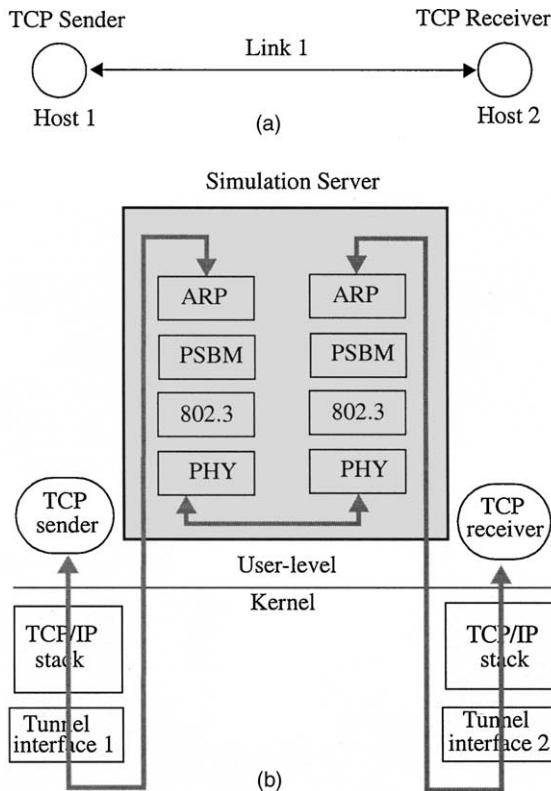 TCP Sender
TCP Receiver
Link 1
Host 1
Host 2
(a)
Simulation Server
ARP
ARP
PSBM
PSBM
802.3
802.3
PHY
PHY
TCP
sender
TCP
receiver
User-level
Kernel
TCP/IP
stack
TCP/IP
stack
Tunnel
interface 1
Tunnel
interface 2
(b)